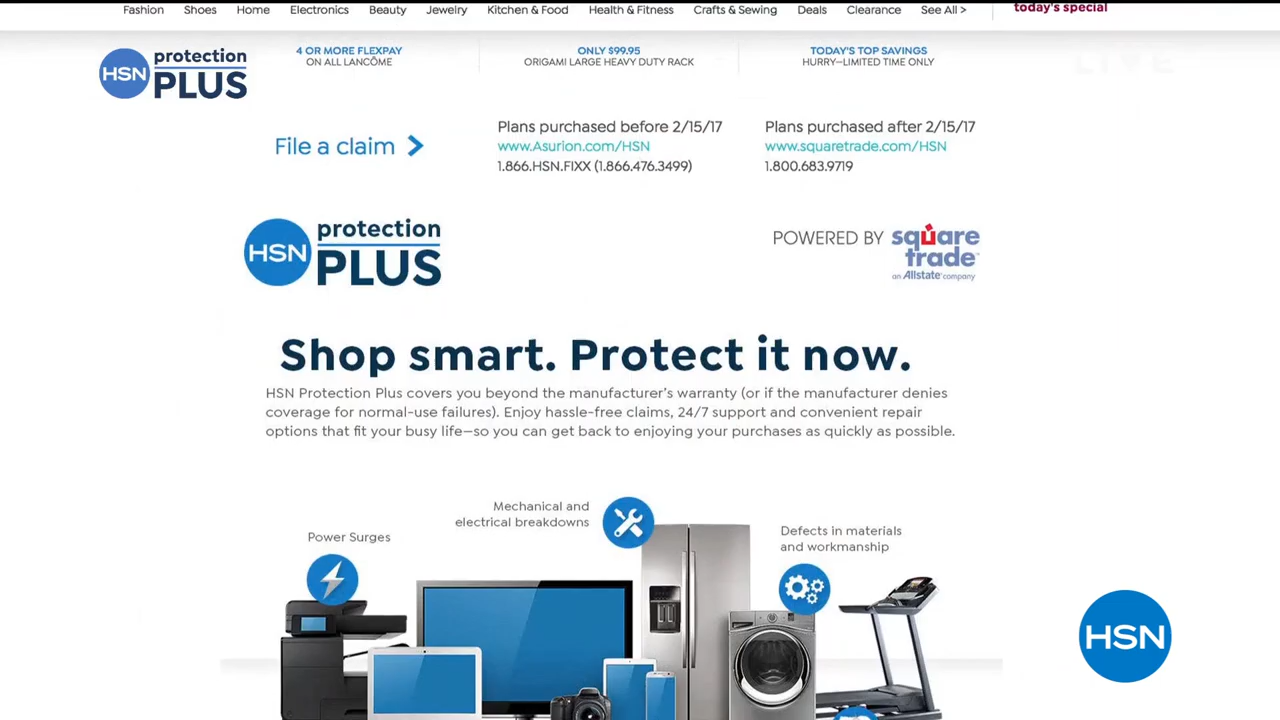 Fashion Shoes Home Electronics Beauty Jewelry Kitchen & Food Health & Fitness Crafts & Sewing Deals Clearance See All > today's special
HSN protection PLUS
4 OR MORE FLEXPAY
ON ALL LANCÔME
ONLY $99.95
ORIGAMI LARGE HEAVY DUTY RACK
TODAY'S TOP SAVINGS
HURRY—LIMITED TIME ONLY
LIVE
File a claim >
Plans purchased before 2/15/17
www.Asurion.com/HSN
1.866.HSN.FIXX (1.866.476.3499)
Plans purchased after 2/15/17
www.squaretrade.com/HSN
1.800.683.9719
HSN protection PLUS
POWERED BY square trade
an Allstate company
Shop smart. Protect it now.
HSN Protection Plus covers you beyond the manufacturer's warranty (or if the manufacturer denies
coverage for normal-use failures). Enjoy hassle-free claims, 24/7 support and convenient repair
options that fit your busy life—so you can get back to enjoying your purchases as quickly as possible.
Mechanical and
electrical breakdowns
Power Surges
Defects in materials
and workmanship
HSN